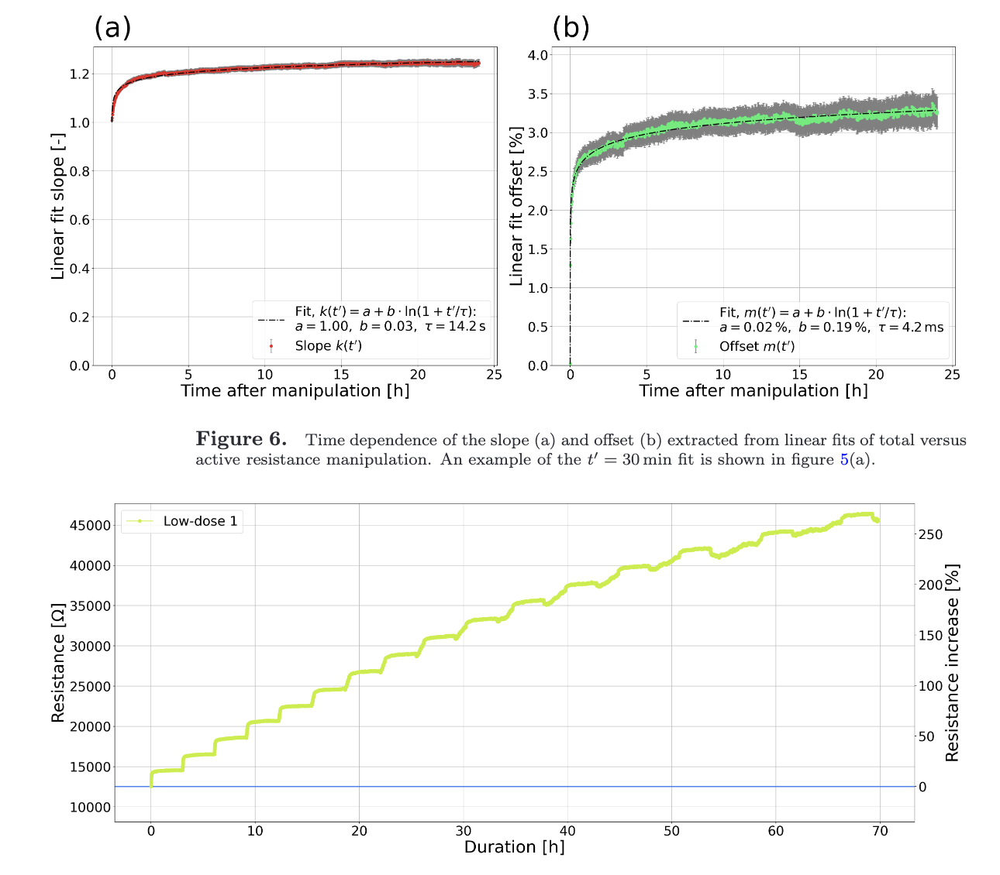 (a)
Linear fit slope [-]
1.2
1.0
0.8
0.6
0.4
0.2
0.0
Fit, k(t′) = a + b · ln(1 + t′/τ):
a = 1.00, b = 0.03, τ = 14.2 s
Slope k(t′)
0 5 10 15 20 25
Time after manipulation [h]
(b)
Linear fit offset [%]
4.0
3.5
3.0
2.5
2.0
1.5
1.0
0.5
0.0
Fit, m(t′) = a + b · ln(1 + t′/τ):
a = 0.02 %, b = 0.19 %, τ = 4.2 ms
Offset m(t′)
0 5 10 15 20 25
Time after manipulation [h]
Figure 6. Time dependence of the slope (a) and offset (b) extracted from linear fits of total versus
active resistance manipulation. An example of the t′ = 30 min fit is shown in figure 5(a).
Low-dose 1
Resistance [Ω]
45000
40000
35000
30000
25000
20000
15000
10000
Resistance increase [%]
250
200
150
100
50
0
0 10 20 30 40 50 60 70
Duration [h]